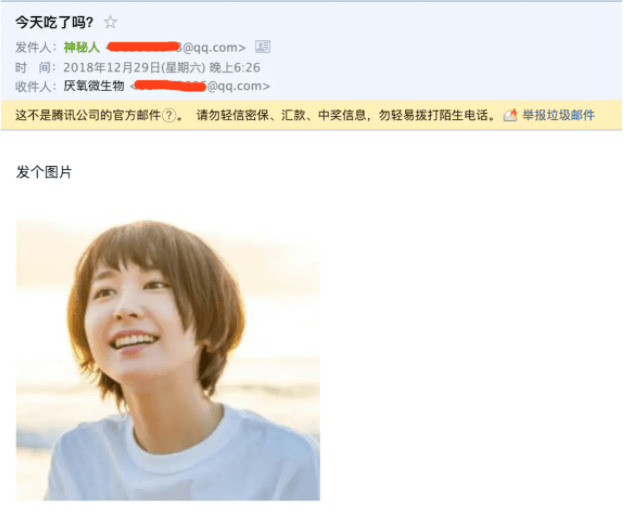 今天吃了吗?
发件人：神秘人 @qq.com>
时 间：2018年12月29日(星期六) 晚上6:26
收件人：厌氧微生物 < @qq.com>
这不是腾讯公司的官方邮件?。 请勿轻信密保、汇款、中奖信息，勿轻易拨打陌生电话。 举报垃圾邮件
发个图片